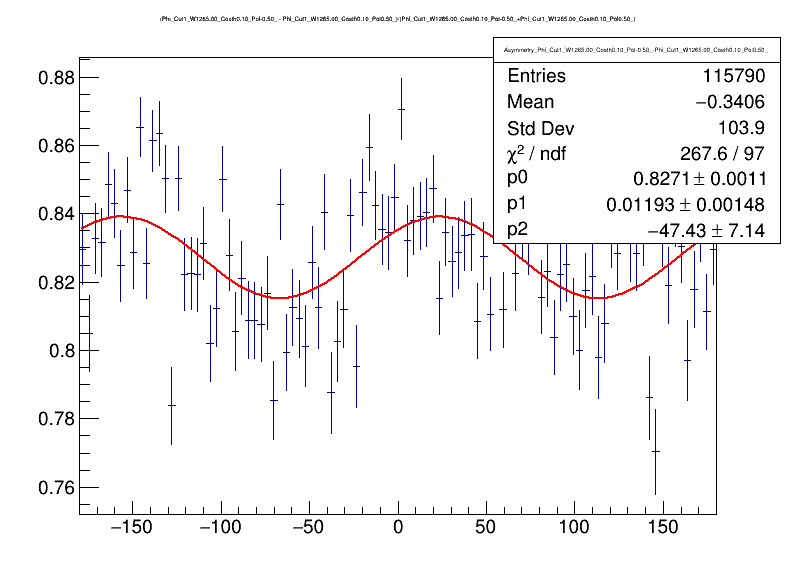 (Phi_Cut1_W1265.00_Costh0.10_Pol-0.50_ - Phi_Cut1_W1265.00_Costh0.10_Pol0.50_)/(Phi_Cut1_W1265.00_Costh0.10_Pol-0.50_+Phi_Cut1_W1265.00_Costh0.10_Pol0.50_)
Asymmetry_Phi_Cut1_W1265.00_Costh0.10_Pol-0.50_-Phi_Cut1_W1265.00_Costh0.10_Pol0.50_
Entries 115790
Mean −0.3406
Std Dev 103.9
χ² / ndf 267.6 / 97
p0 0.8271 ± 0.0011
p1 0.01193 ± 0.00148
p2 −47.43 ± 7.14
0.88
0.86
0.84
0.82
0.8
0.78
0.76
−150 −100 −50 0 50 100 150